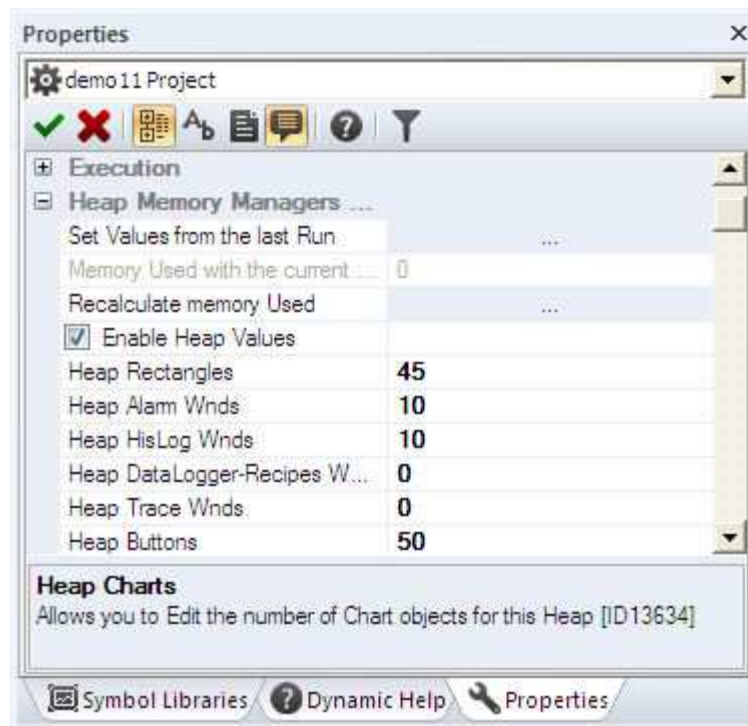 Properties
demo11 Project
Execution
Heap Memory Managers ...
Set Values from the last Run ...
Memory Used with the current ... 0
Recalculate memory Used ...
Enable Heap Values
Heap Rectangles 45
Heap Alarm Wnds 10
Heap HisLog Wnds 10
Heap DataLogger-Recipes W... 0
Heap Trace Wnds 0
Heap Buttons 50
Heap Charts
Allows you to Edit the number of Chart objects for this Heap [ID13634]
Symbol Libraries Dynamic Help Properties